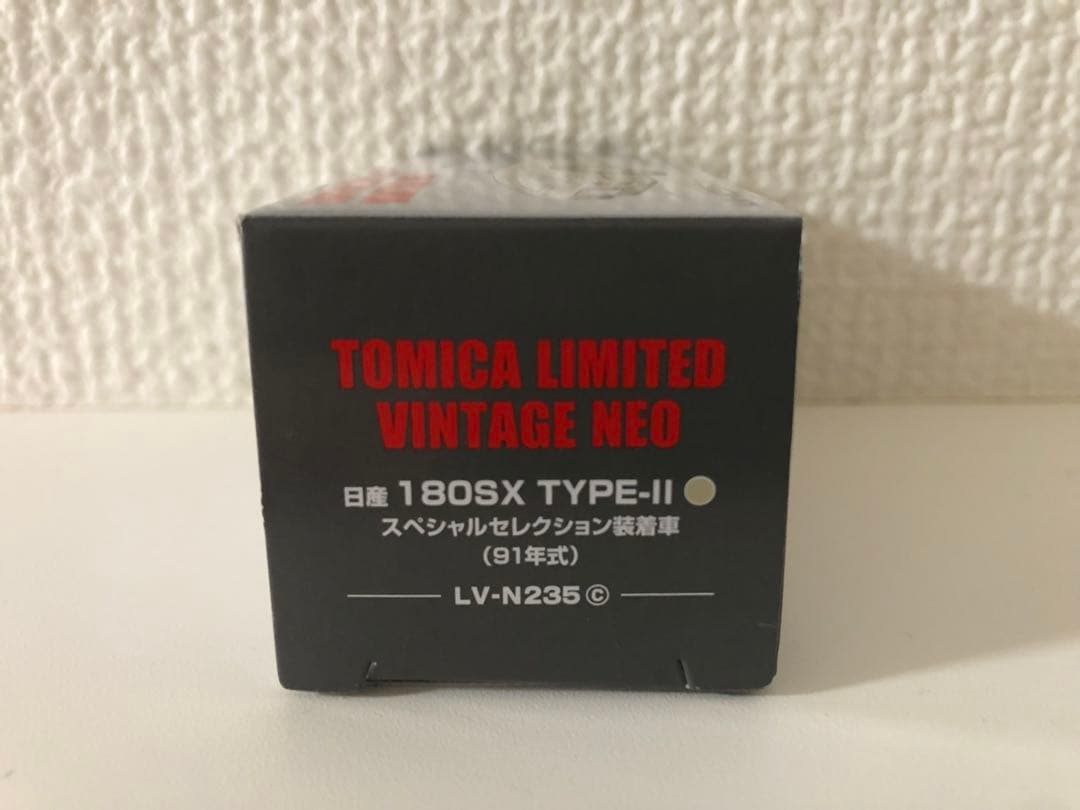 TOMICA LIMITED
VINTAGE NEO
日産 180SX TYPE-II
スペシャルセレクション装着車
（91年式）
LV-N235 ⓒ